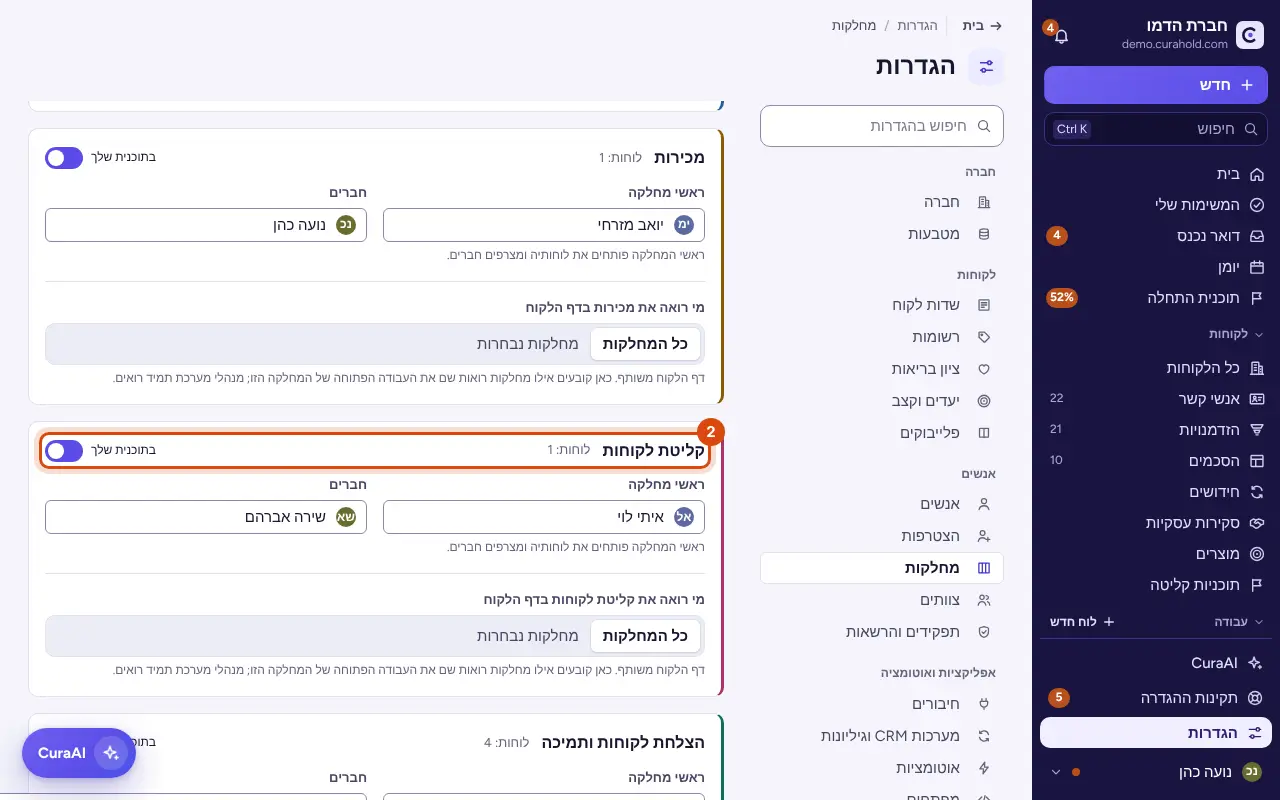 חברת הדמו
demo.curahold.com
4
חדש
חיפוש
Ctrl K
בית
המשימות שלי
דואר נכנס
4
יומן
תוכנית התחלה
52%
לקוחות
כל הלקוחות
אנשי קשר
22
הזדמנויות
21
הסכמים
10
חידושים
סקירות עסקיות
מוצרים
תוכניות קליטה
עבודה
לוח חדש
CuraAI
תקינות ההגדרה
5
הגדרות
נכ
נועה כהן
בית
הגדרות / מחלקות
הגדרות
חיפוש בהגדרות
חברה
חברה
מטבעות
לקוחות
שדות לקוח
רשומות
ציון בריאות
יעדים וקצב
פלייבוקים
אנשים
אנשים
הצטרפות
מחלקות
צוותים
תפקידים והרשאות
אפליקציות ואוטומציה
חיבורים
מערכות CRM וגיליונות
אוטומציות
מכירות
לוחות: 1
בתוכנית שלך
ראשי מחלקה
חברים
ימ
יואב מזרחי
נכ
נועה כהן
ראשי המחלקה פותחים את לוחותיה ומצרפים חברים.
מי רואה את מכירות בדף הלקוח
כל המחלקות
מחלקות נבחרות
דף הלקוח משותף. כאן קובעים אילו מחלקות רואות שם את העבודה הפתוחה של המחלקה הזו; מנהלי מערכת תמיד רואים.
2
קליטת לקוחות
לוחות: 1
בתוכנית שלך
ראשי מחלקה
חברים
אל
איתי לוי
שא
שירה אברהם
ראשי המחלקה פותחים את לוחותיה ומצרפים חברים.
מי רואה את קליטת לקוחות בדף הלקוח
כל המחלקות
מחלקות נבחרות
דף הלקוח משותף. כאן קובעים אילו מחלקות רואות שם את העבודה הפתוחה של המחלקה הזו; מנהלי מערכת תמיד רואים.
הצלחת לקוחות ותמיכה
לוחות: 4
ראשי מחלקה
חברים
CuraAI